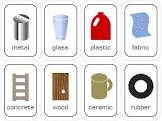 metal glass plastic fabric
concrete wood ceramic rubber